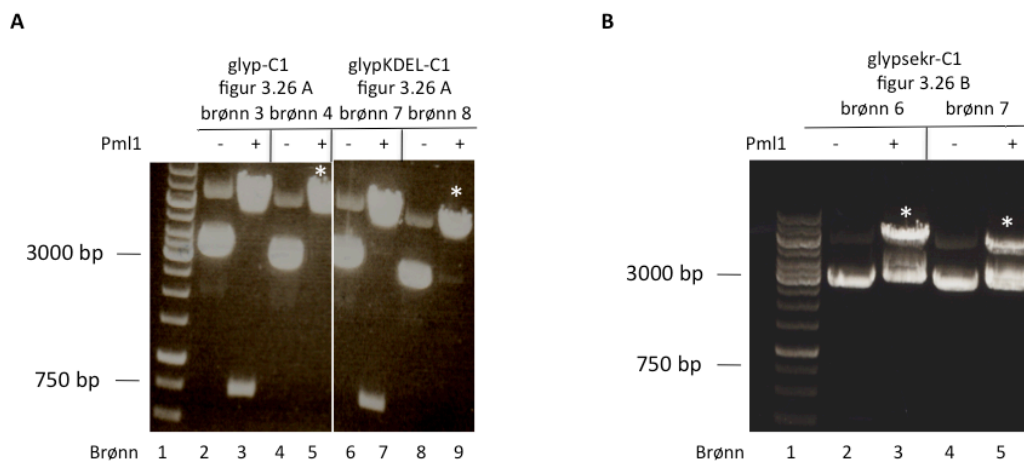 A
glyp-C1
figur 3.26 A
glypKDEL-C1
figur 3.26 A
brønn 3 brønn 4 brønn 7 brønn 8
Pml1 - + - + - + - +
*
*
3000 bp
750 bp
Brønn 1 2 3 4 5 6 7 8 9
B
glypsekr-C1
figur 3.26 B
brønn 6 brønn 7
Pml1 - + - +
*
*
3000 bp
750 bp
Brønn 1 2 3 4 5